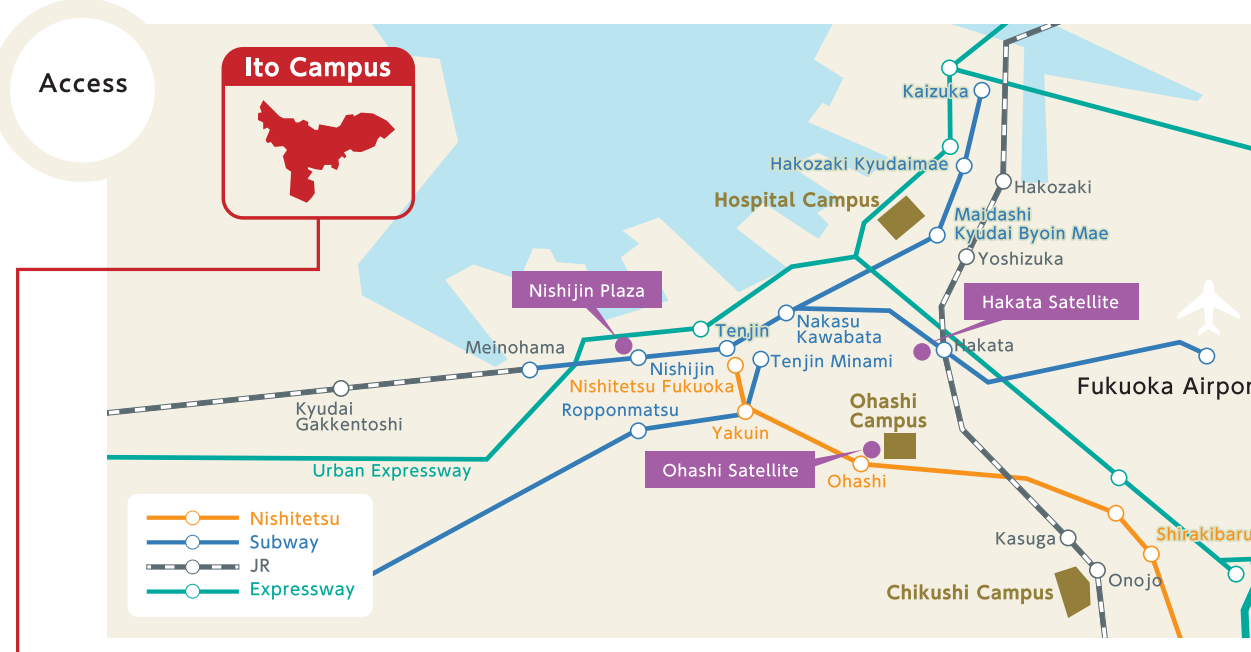 Access
Ito Campus
Kaizuka
Hakozaki Kyudaimae
Hakozaki
Hospital Campus
Maidashi
Kyudai Byoin Mae
Yoshizuka
Nishijin Plaza
Hakata Satellite
Tenjin
Nakasu
Kawabata
Meinohama
Hakata
Nishijin
Tenjin Minami
Nishitetsu Fukuoka
Fukuoka Airpor
Kyudai
Gakkentoshi
Ropponmatsu
Ohashi
Campus
Yakuin
Urban Expressway
Ohashi Satellite
Ohashi
Nishitetsu
Subway
JR
Expressway
Kasuga
Shirakibaru
Onojo
Chikushi Campus